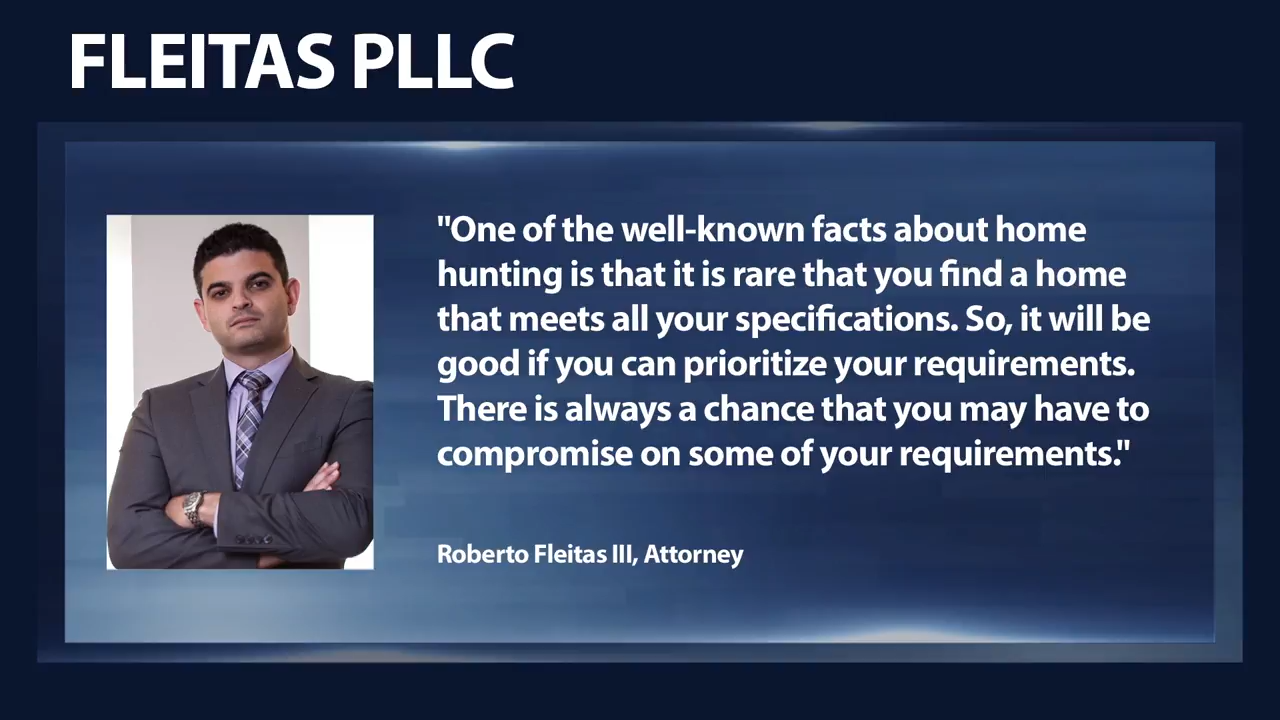 FLEITAS PLLC
"One of the well-known facts about home
hunting is that it is rare that you find a home
that meets all your specifications. So, it will be
good if you can prioritize your requirements.
There is always a chance that you may have to
compromise on some of your requirements."
Roberto Fleitas III, Attorney